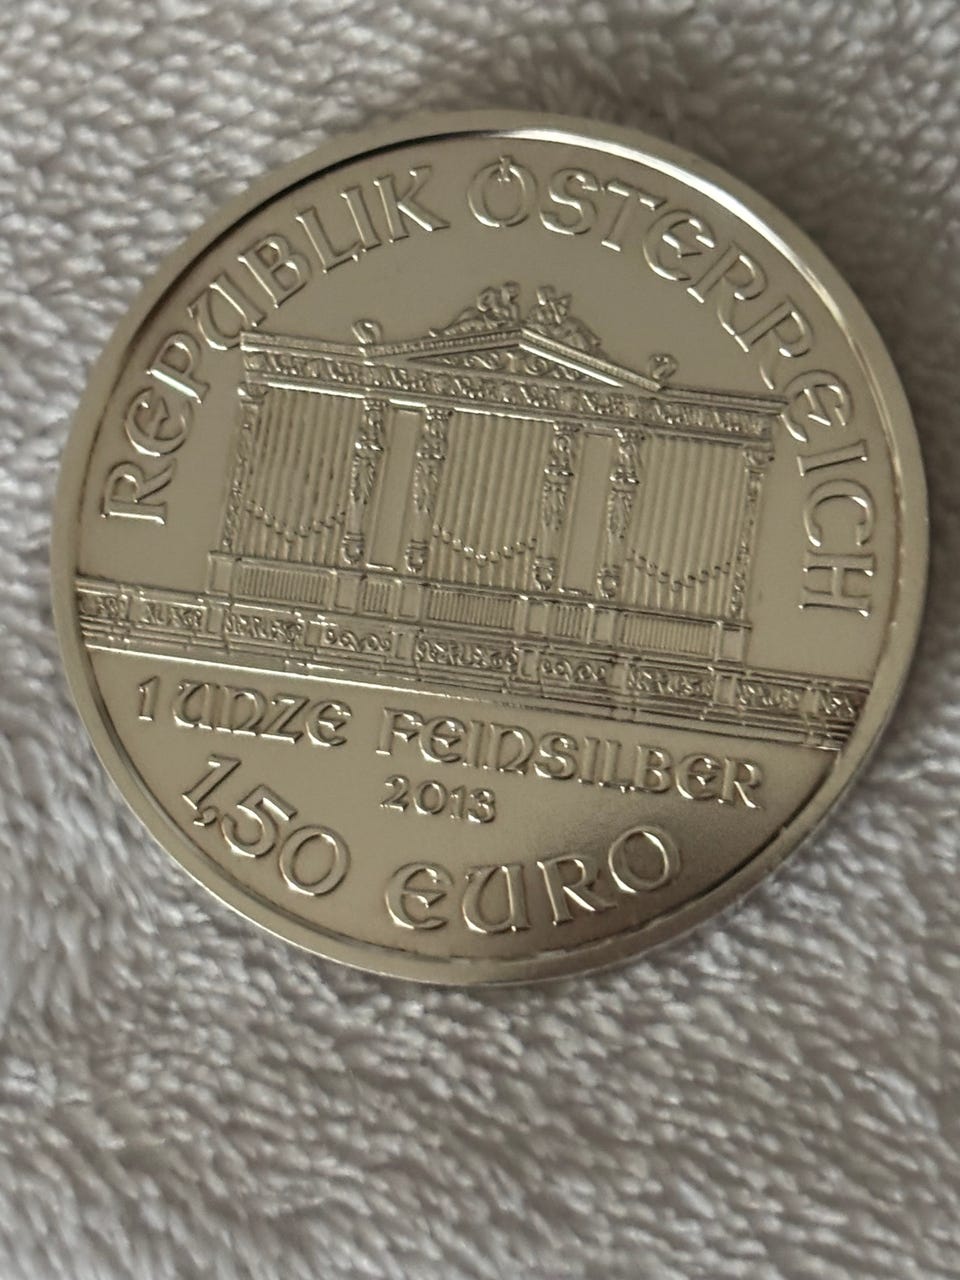 REPUBLIK ÖSTERREICH
1 UNZE FEINSILBER
2013
1,50 EURO